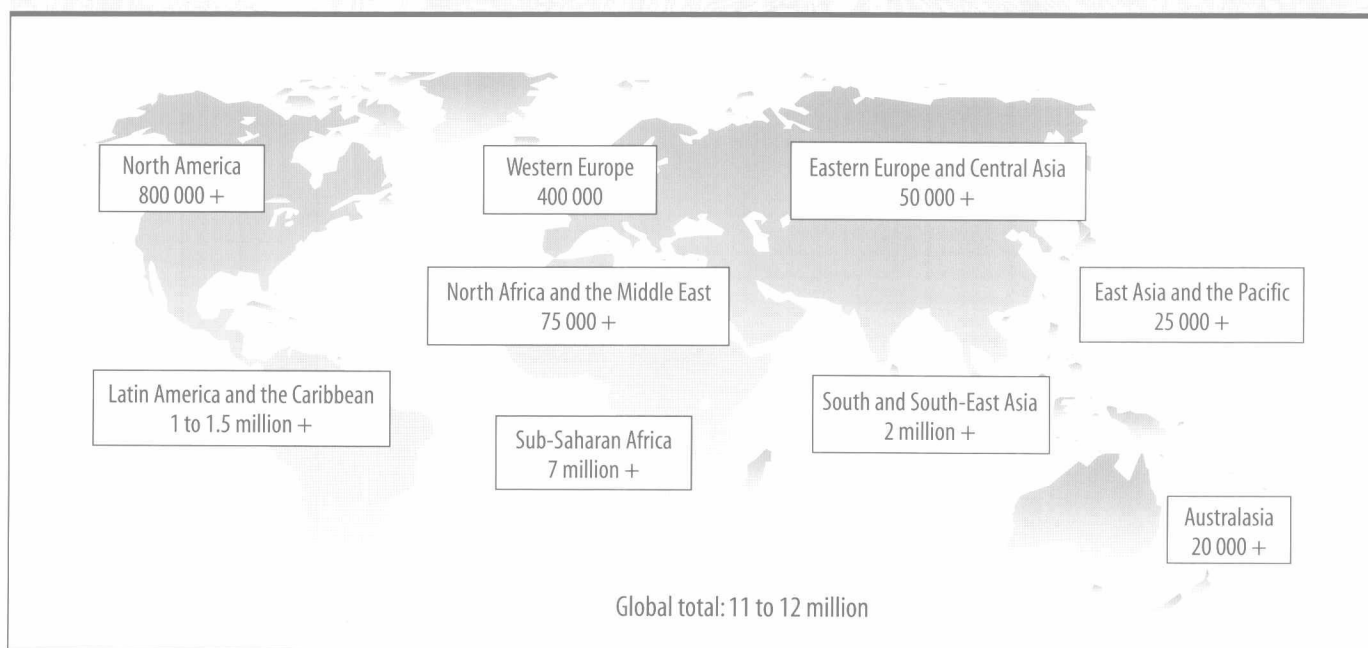 North America
800 000 +
Western Europe
400 000
Eastern Europe and Central Asia
50 000 +
North Africa and the Middle East
75 000 +
East Asia and the Pacific
25 000 +
Latin America and the Caribbean
1 to 1.5 million +
Sub-Saharan Africa
7 million +
South and South-East Asia
2 million +
Australasia
20 000 +
Global total: 11 to 12 million